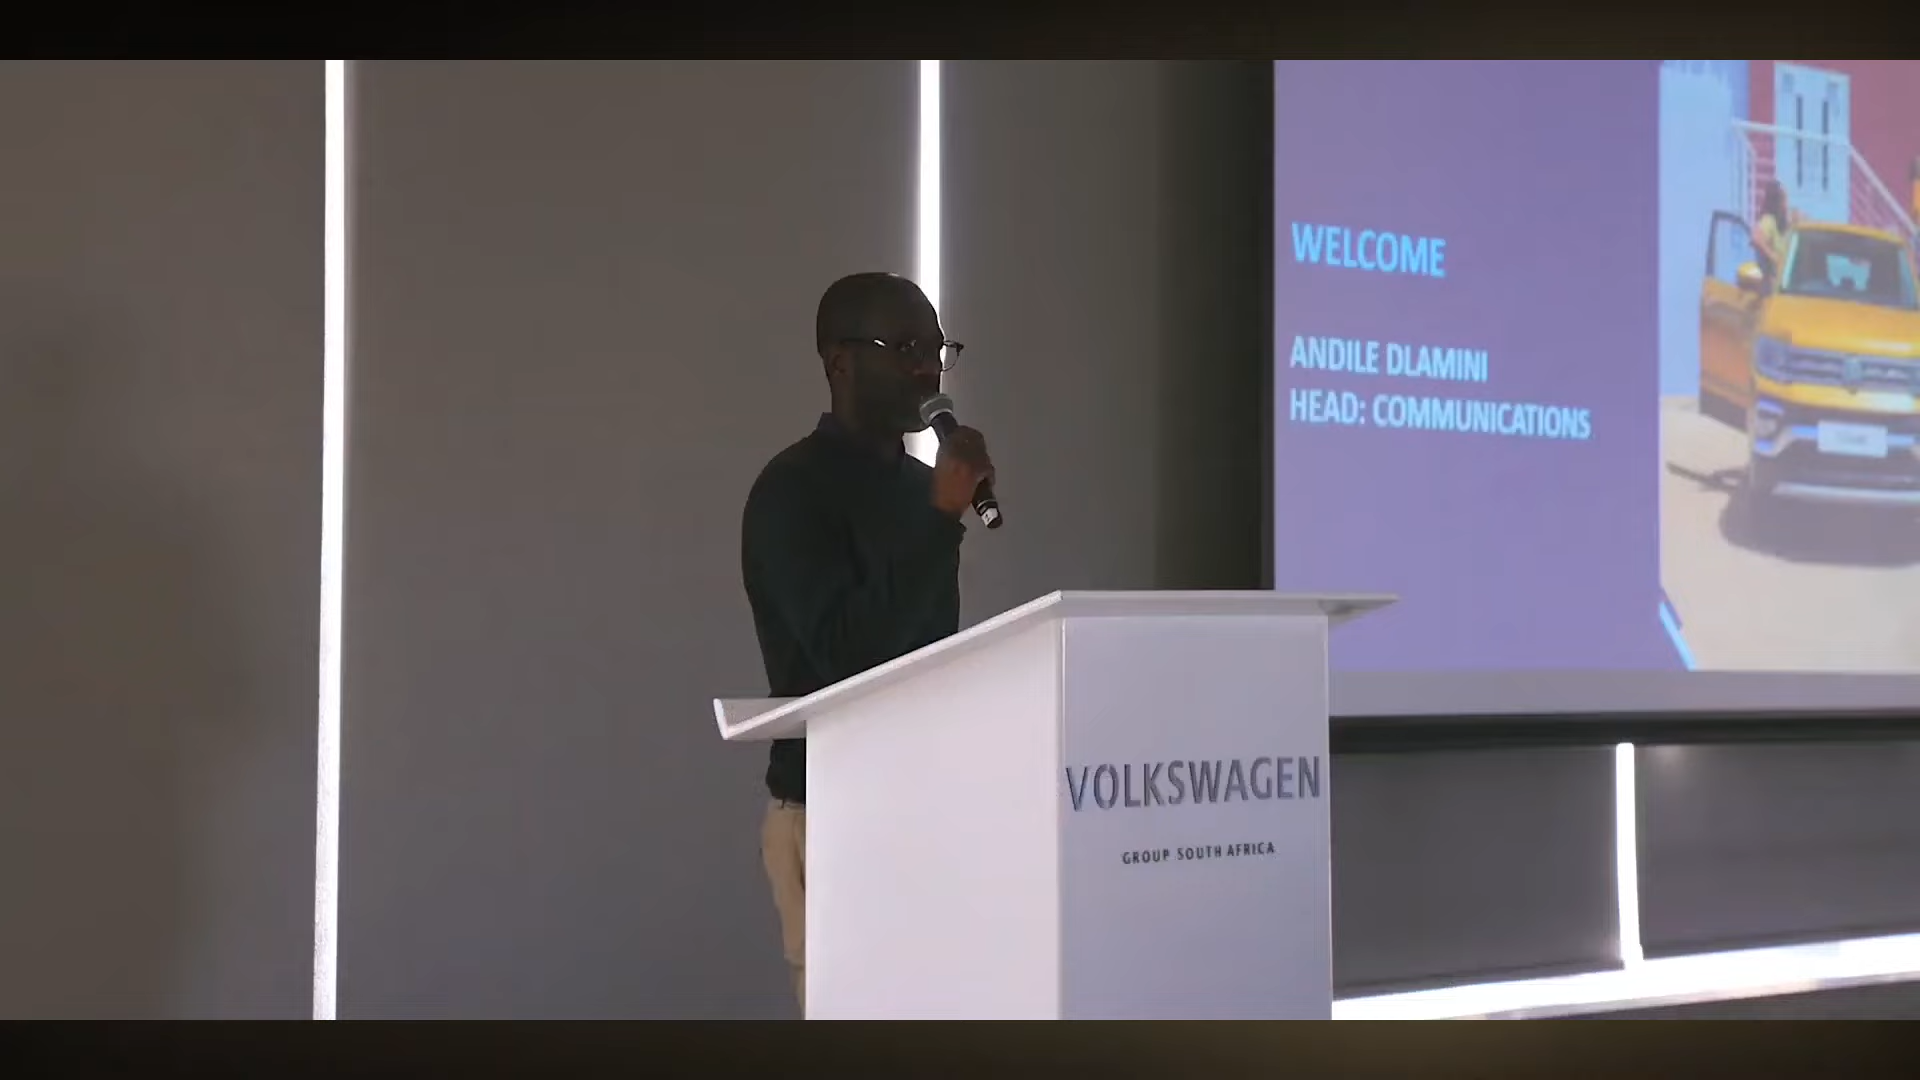 WELCOME
ANDILE DLAMINI
HEAD: COMMUNICATIONS
VOLKSWAGEN
GROUP SOUTH AFRICA